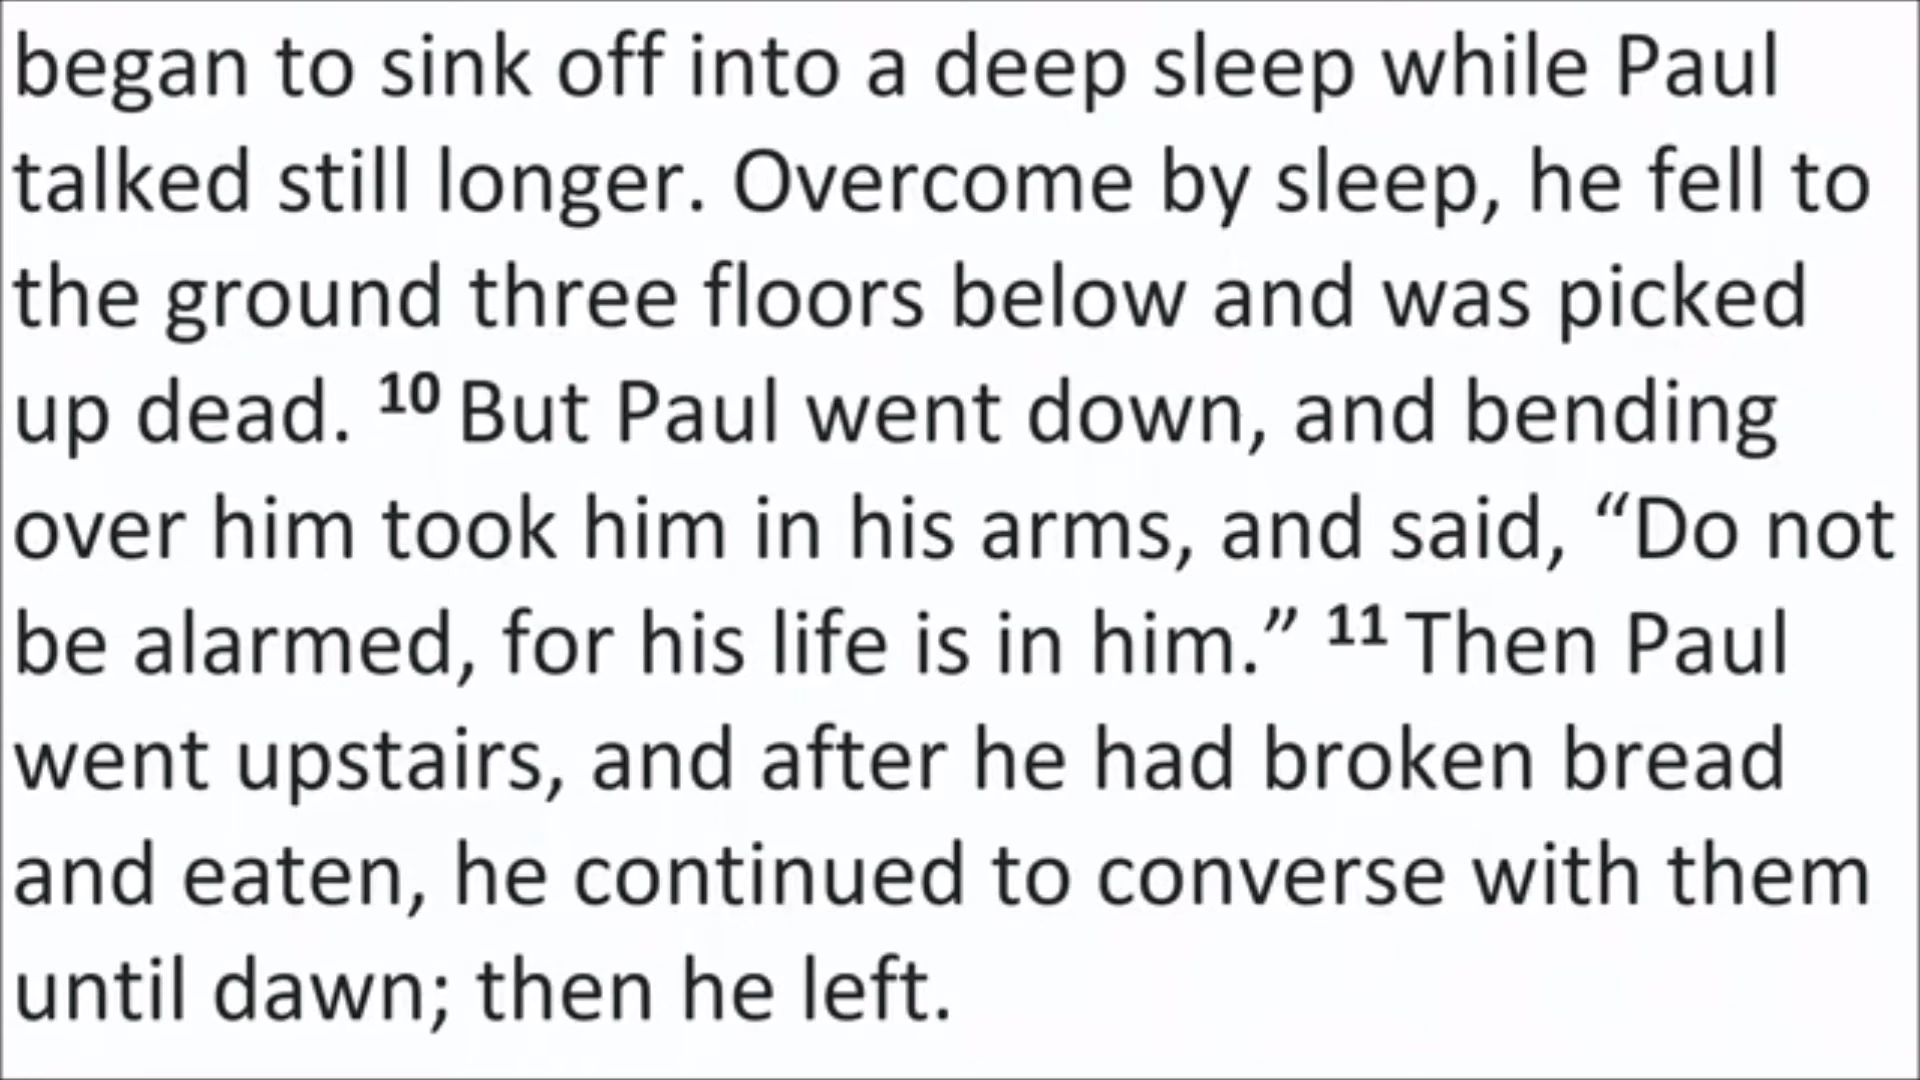 began to sink off into a deep sleep while Paul
talked still longer. Overcome by sleep, he fell to
the ground three floors below and was picked
up dead. 10 But Paul went down, and bending
over him took him in his arms, and said, “Do not
be alarmed, for his life is in him.” 11 Then Paul
went upstairs, and after he had broken bread
and eaten, he continued to converse with them
until dawn; then he left.